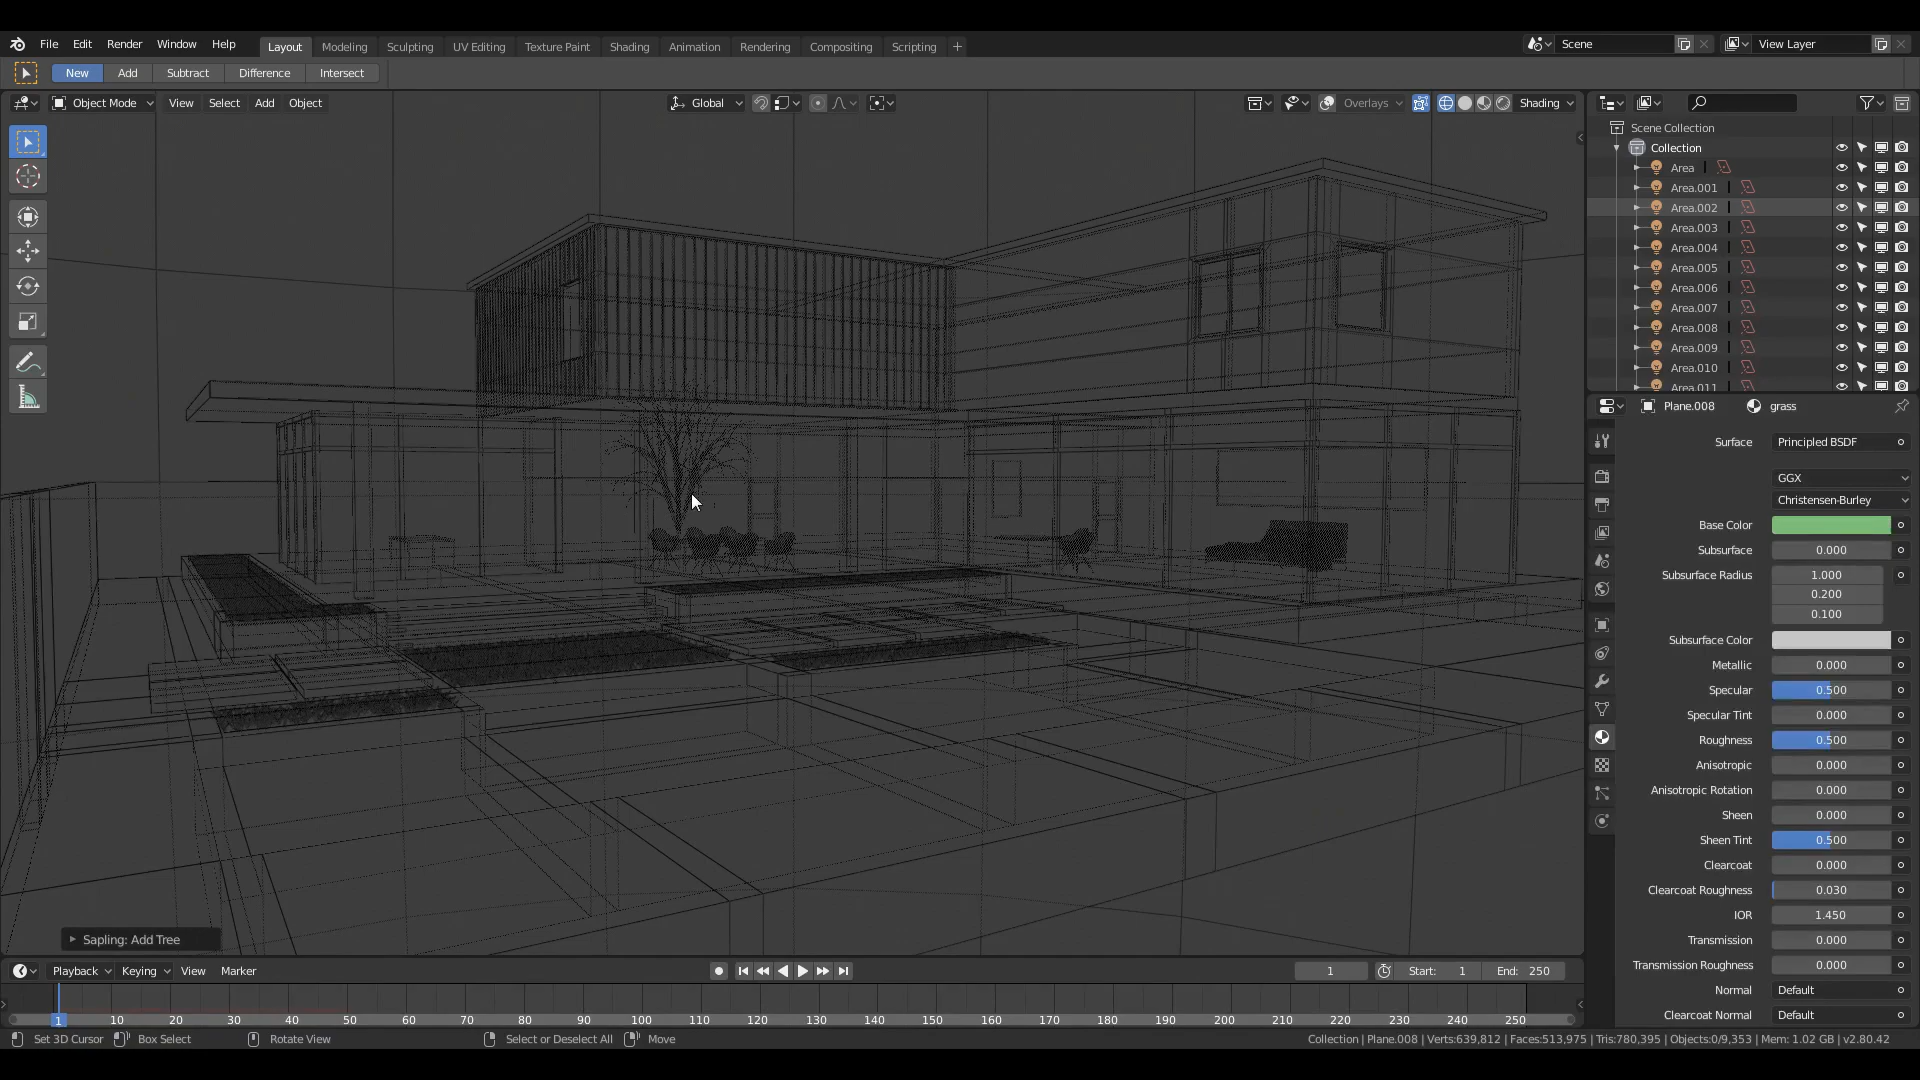 File Edit Render Window Help Layout Modeling Sculpting UV Editing Texture Paint Shading Animation Rendering Compositing Scripting + Scene View Layer
New Add Subtract Difference Intersect
Object Mode View Select Add Object Global Overlays Shading
Scene Collection
Collection
Area
Area.001
Area.002
Area.003
Area.004
Area.005
Area.006
Area.007
Area.008
Area.009
Area.010
Area.011
Plane.008 grass
Surface Principled BSDF
GGX
Christensen-Burley
Base Color
Subsurface 0.000
Subsurface Radius 1.000
0.200
0.100
Subsurface Color
Metallic 0.000
Specular 0.500
Specular Tint 0.000
Roughness 0.500
Anisotropic 0.000
Anisotropic Rotation 0.000
Sheen 0.000
Sheen Tint 0.500
Clearcoat 0.000
Clearcoat Roughness 0.030
IOR 1.450
Transmission 0.000
Transmission Roughness 0.000
Normal Default
Clearcoat Normal Default
Sapling: Add Tree
Playback Keying View Marker 1 Start: 1 End: 250
1 10 20 30 40 50 60 70 80 90 100 110 120 130 140 150 160 170 180 190 200 210 220 230 240 250
Set 3D Cursor Box Select Rotate View Select or Deselect All Move Collection | Plane.008 | Verts:639,812 | Faces:513,975 | Tris:780,395 | Objects:0/9,353 | Mem: 1.02 GB | v2.80.42